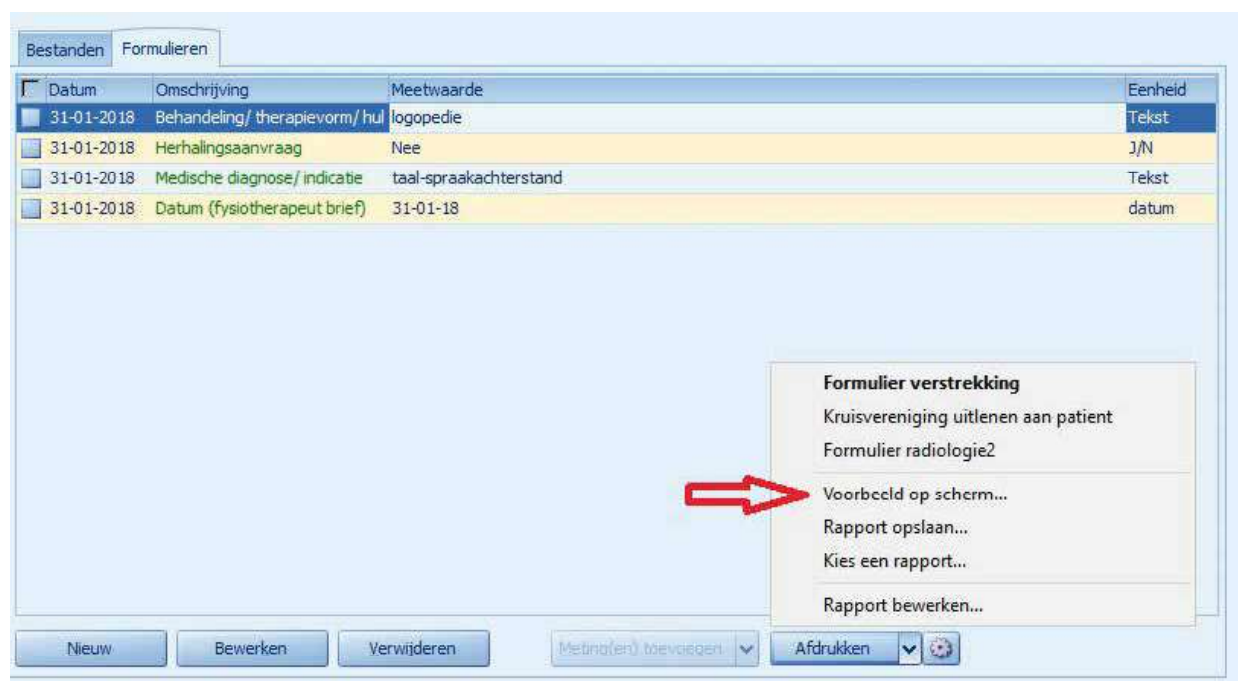 Bestanden Formulieren
Datum Omschrijving Meetwaarde Eenheid
31-01-2018 Behandeling/ therapievorm/ hul logopedie Tekst
31-01-2018 Herhalingsaanvraag Nee J/N
31-01-2018 Medische diagnose/ indicatie taal-spraakachterstand Tekst
31-01-2018 Datum (fysiotherapeut brief) 31-01-18 datum
Formulier verstrekking
Kruisvereniging uitlenen aan patient
Formulier radiologie2
Voorbeeld op scherm...
Rapport opslaan...
Kies een rapport...
Rapport bewerken...
Nieuw Bewerken Verwijderen Meting(en) toevoegen Afdrukken